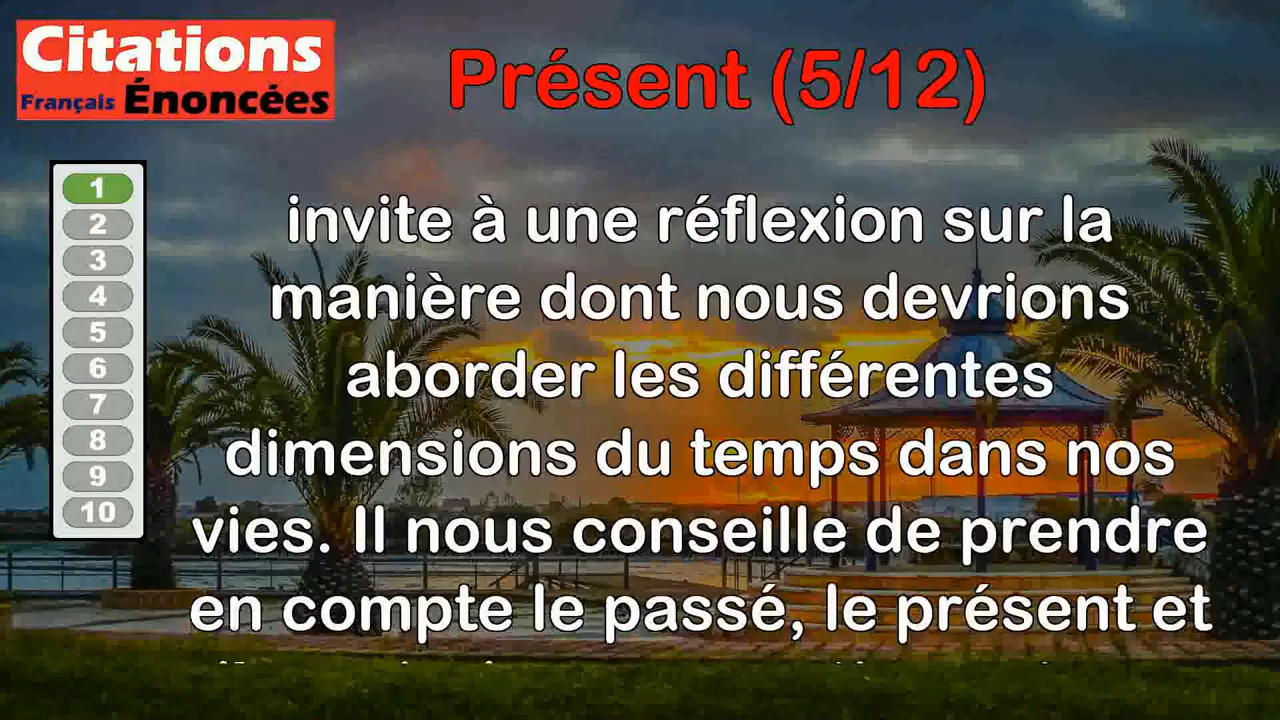 Citations
Français Énoncées
Présent (5/12)
1
2
3
4
5
6
7
8
9
10
invite à une réflexion sur la
manière dont nous devrions
aborder les différentes
dimensions du temps dans nos
vies. Il nous conseille de prendre
en compte le passé, le présent et